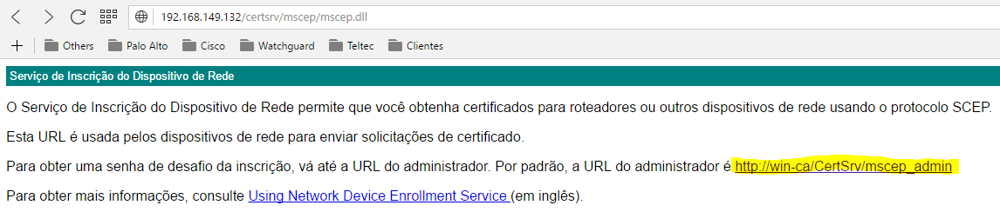 192.168.149.132/certsrv/mscep/mscep.dll
Others Palo Alto Cisco Watchguard Teltec Clientes
Serviço de Inscrição do Dispositivo de Rede
O Serviço de Inscrição do Dispositivo de Rede permite que você obtenha certificados para roteadores ou outros dispositivos de rede usando o protocolo SCEP.
Esta URL é usada pelos dispositivos de rede para enviar solicitações de certificado.
Para obter uma senha de desafio da inscrição, vá até a URL do administrador. Por padrão, a URL do administrador é http://win-ca/CertSrv/mscep_admin
Para obter mais informações, consulte Using Network Device Enrollment Service (em inglês).